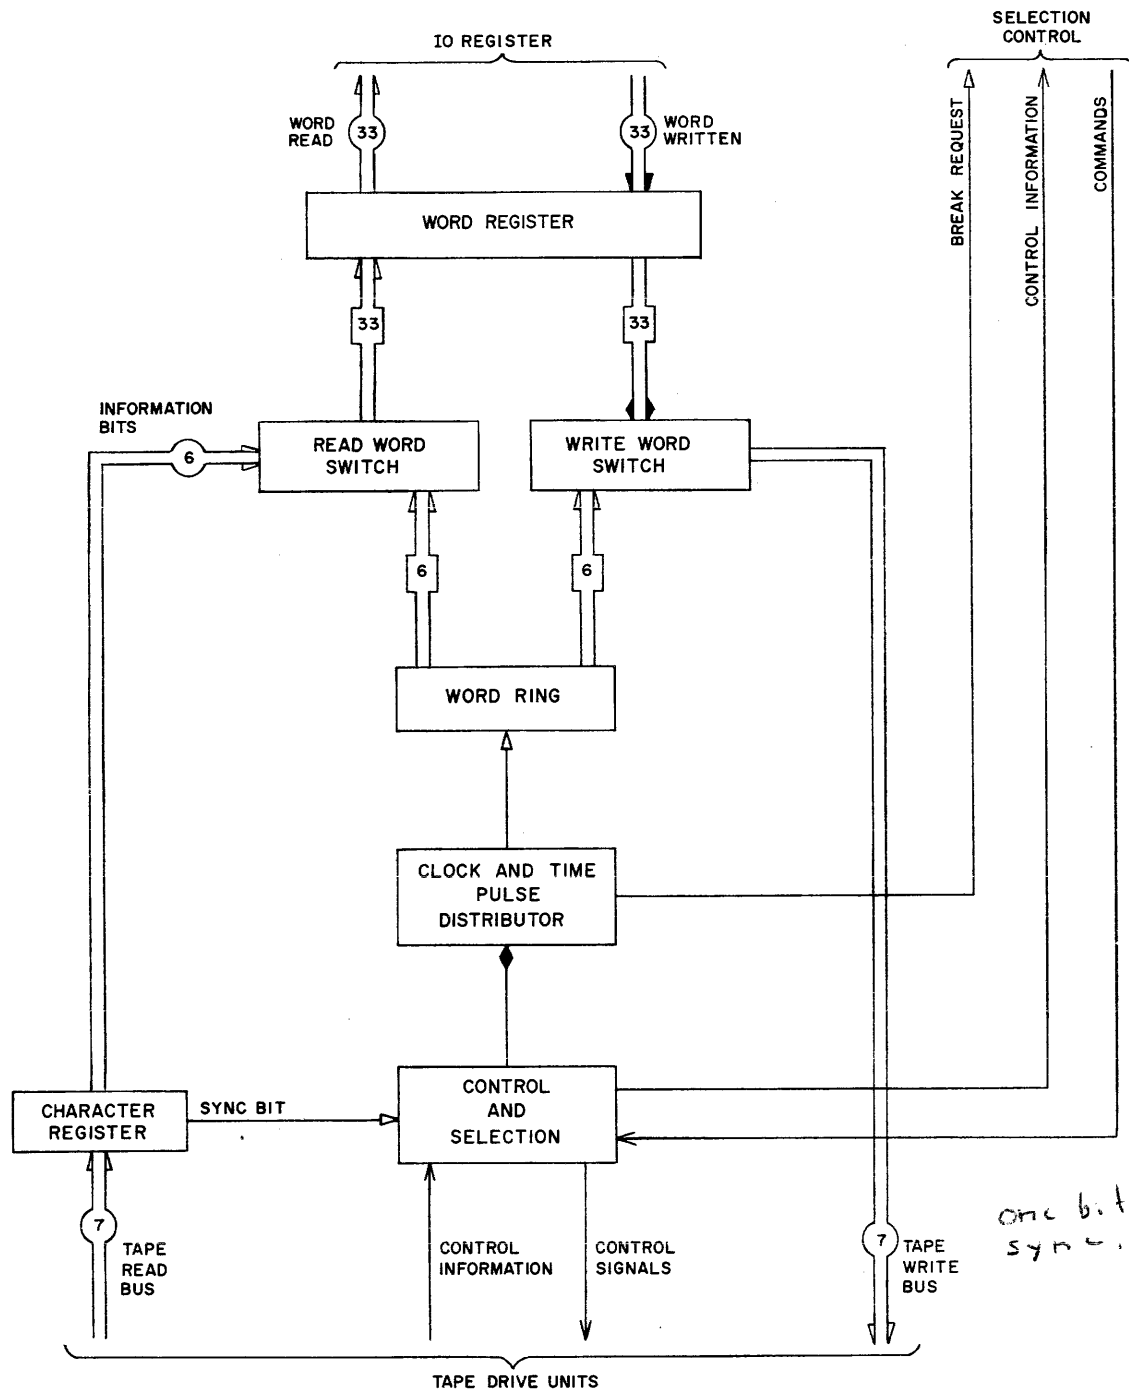 SELECTION
CONTROL
IO REGISTER
WORD
READ
33
33
WORD
WRITTEN
BREAK REQUEST
CONTROL INFORMATION
COMMANDS
WORD REGISTER
33
33
INFORMATION
BITS
6
READ WORD
SWITCH
WRITE WORD
SWITCH
6
6
WORD RING
CLOCK AND TIME
PULSE
DISTRIBUTOR
CHARACTER
REGISTER
SYNC BIT
CONTROL
AND
SELECTION
7
TAPE
READ
BUS
CONTROL
INFORMATION
CONTROL
SIGNALS
7
TAPE
WRITE
BUS
one bit
sync.
TAPE DRIVE UNITS